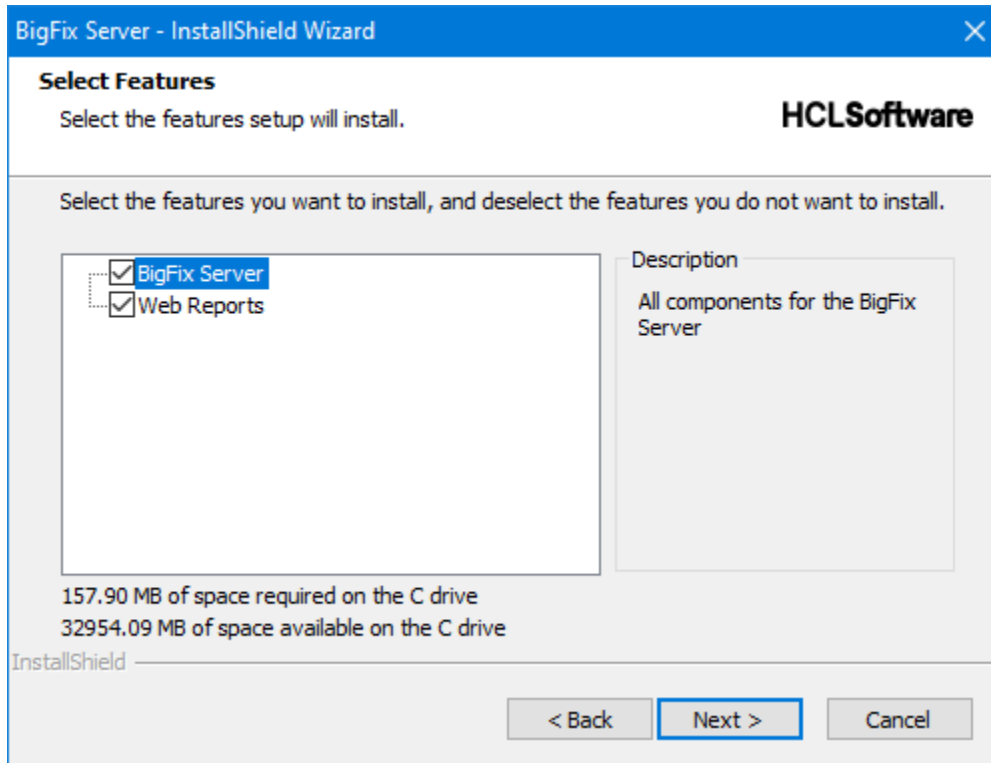 BigFix Server - InstallShield Wizard
Select Features
Select the features setup will install.
HCLSoftware
Select the features you want to install, and deselect the features you do not want to install.
BigFix Server
Web Reports
Description
All components for the BigFix
Server
157.90 MB of space required on the C drive
32954.09 MB of space available on the C drive
InstallShield
< Back
Next >
Cancel